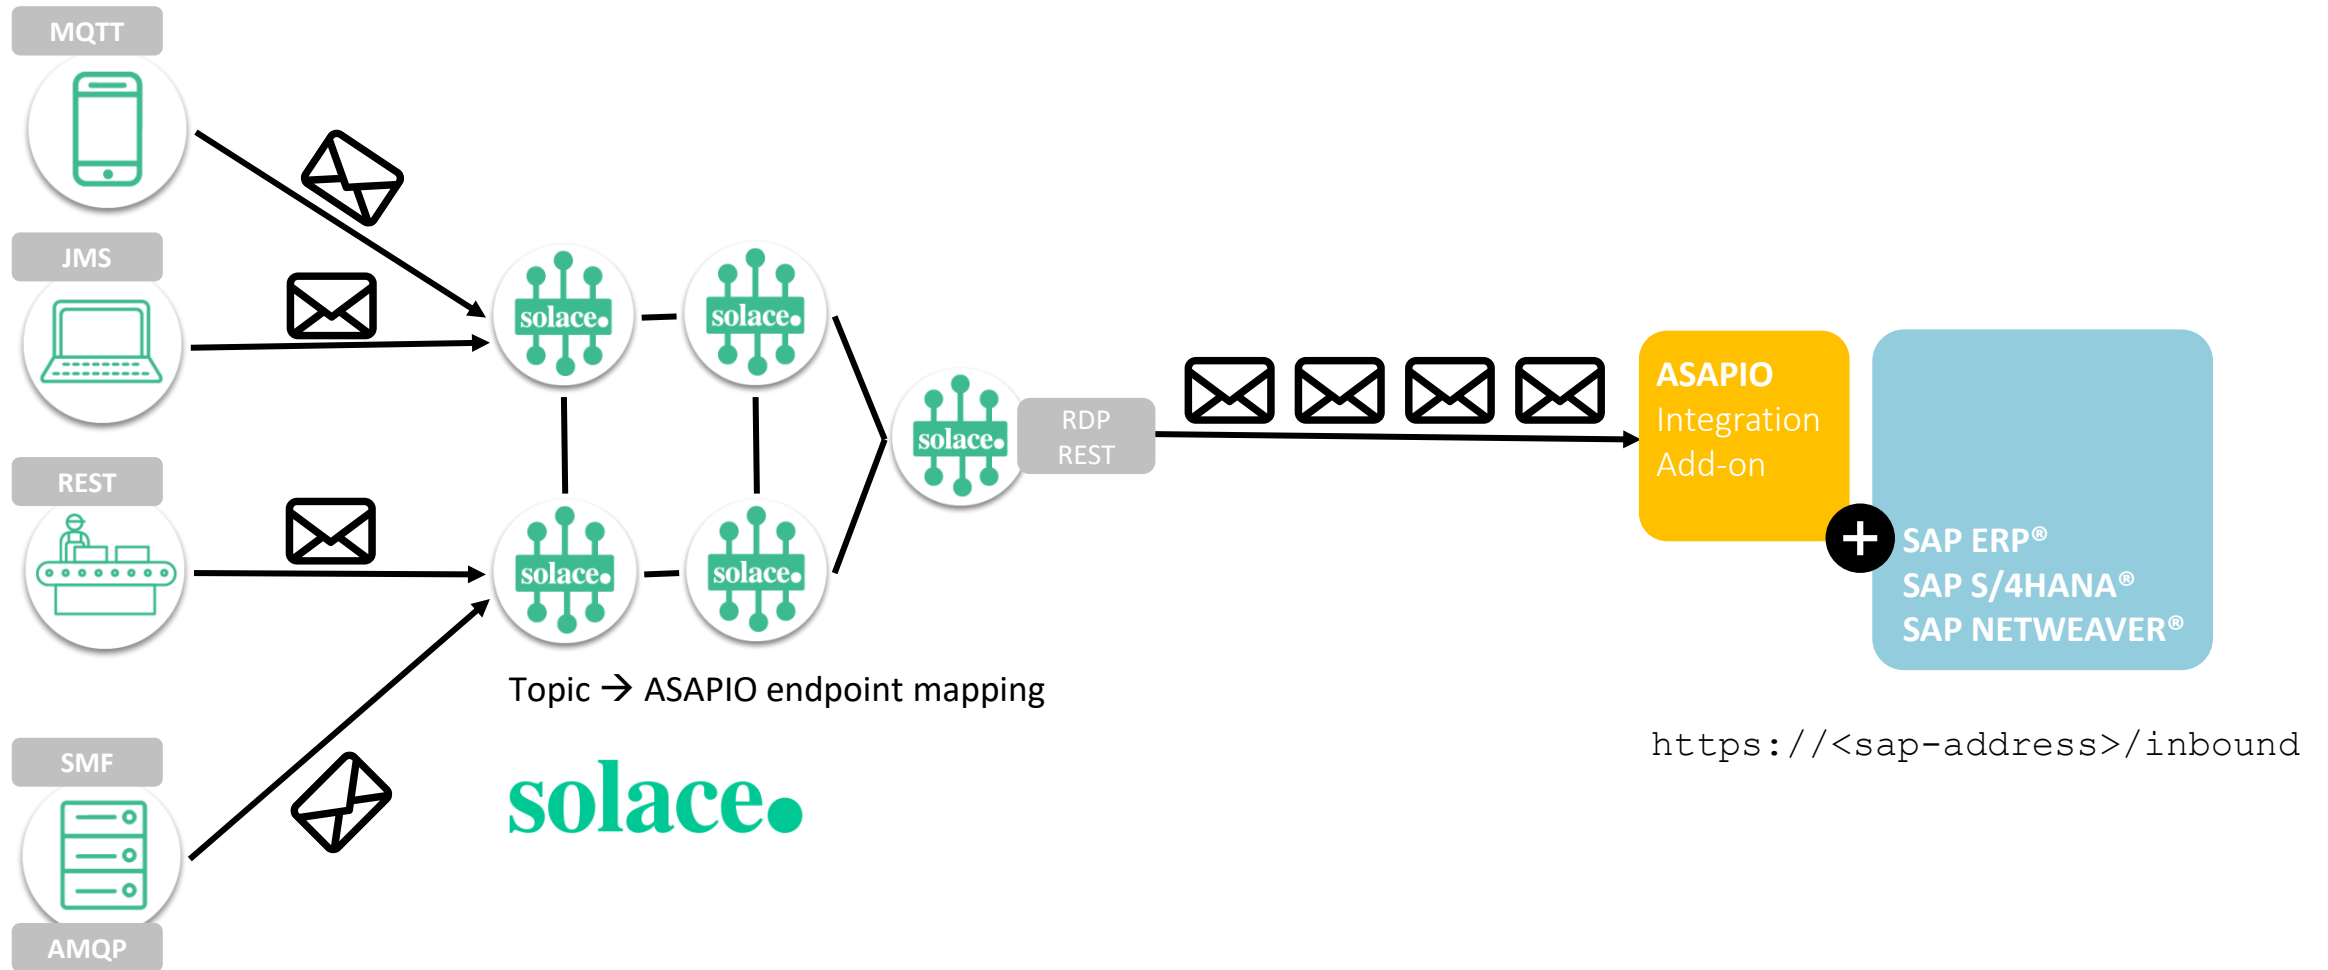 MQTT
JMS
REST
SMF
AMQP
solace.
solace.
solace.
solace.
solace.
RDP
REST
Topic → ASAPIO endpoint mapping
solace.
ASAPIO
Integration
Add-on
+
SAP ERP®
SAP S/4HANA®
SAP NETWEAVER®
https://<sap-address>/inbound